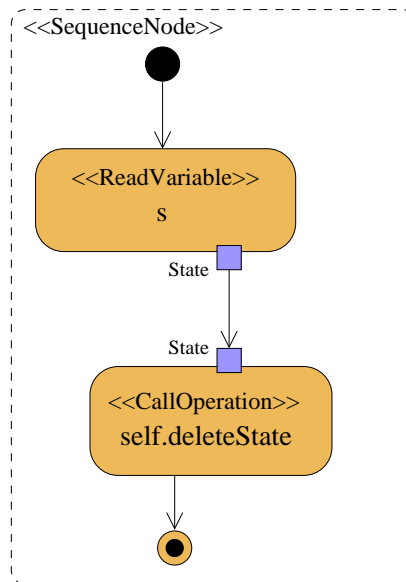 <<SequenceNode>>
<<ReadVariable>>
s
State
State
<<CallOperation>>
self.deleteState